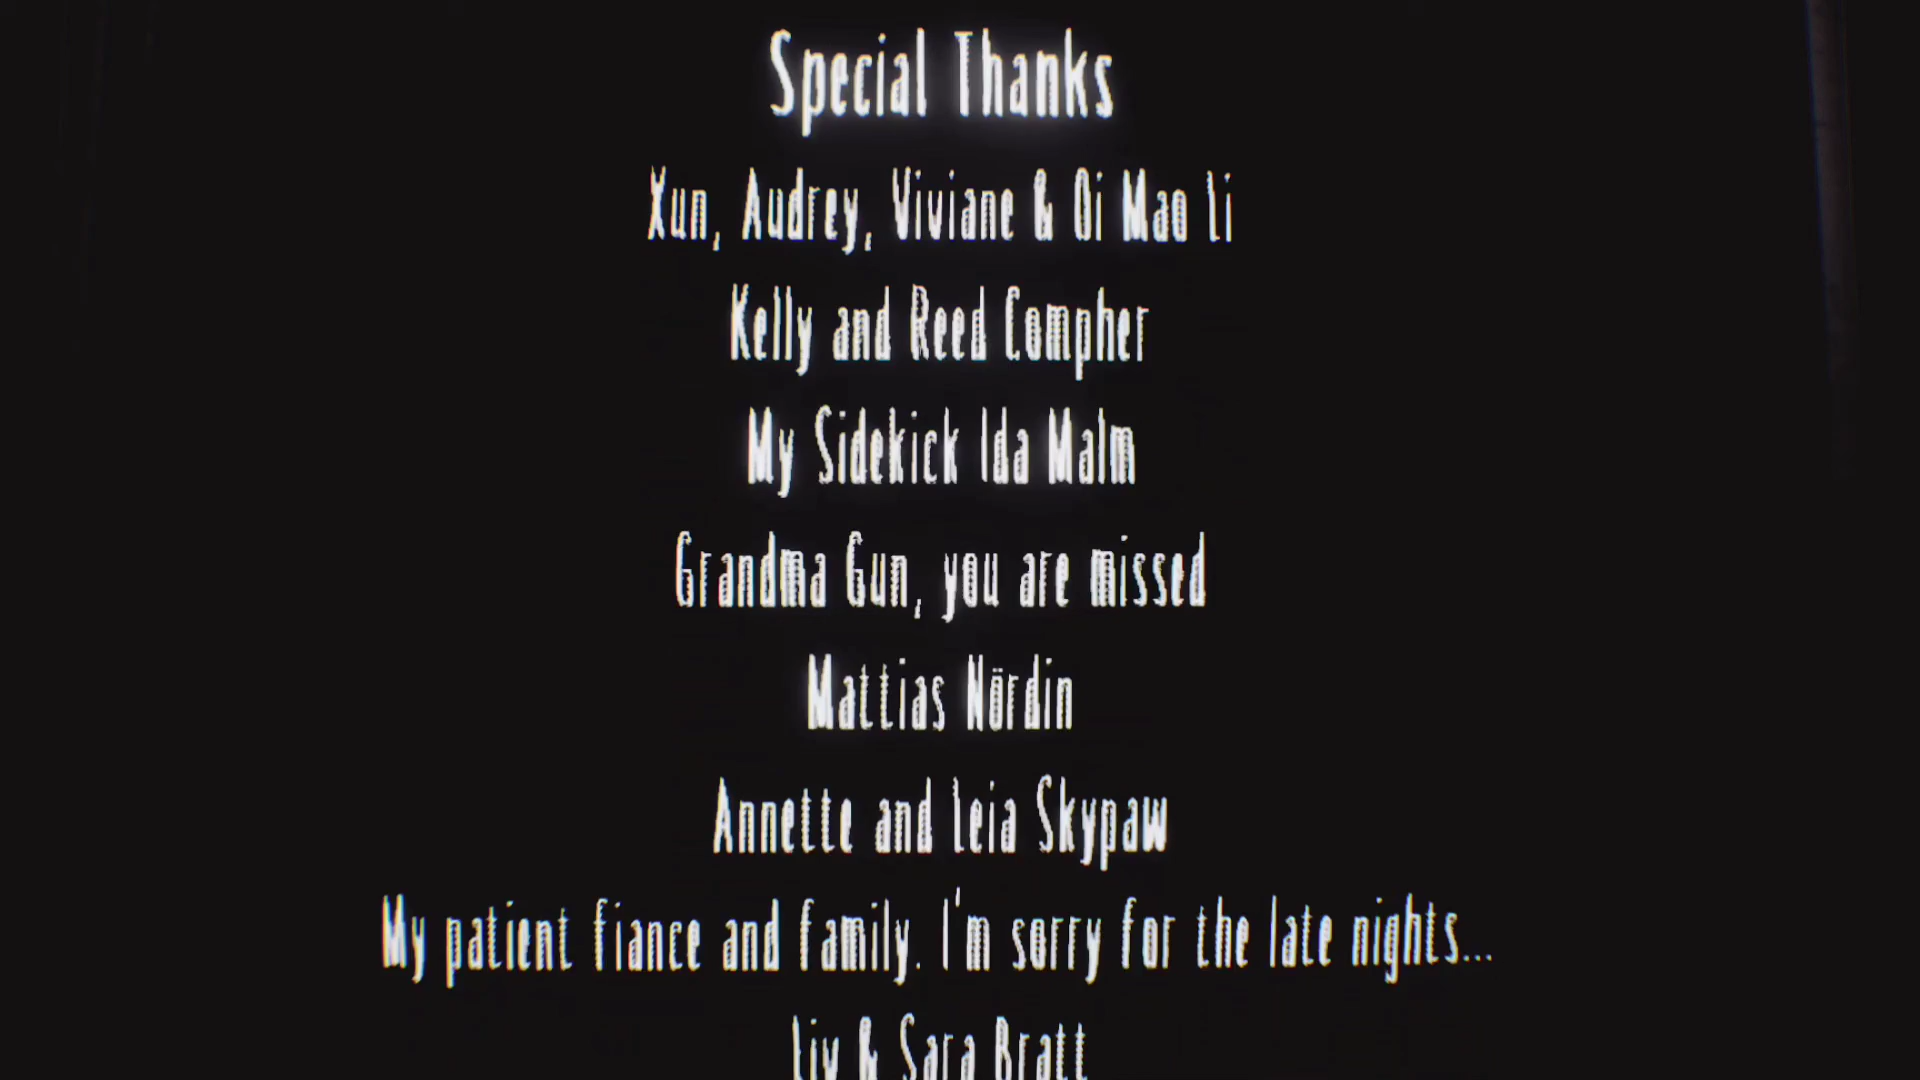 Special Thanks
Xun, Audrey, Viviane & Qi Mao Li
Kelly and Reed Compher
My Sidekick Ida Malm
Grandma Gun, you are missed
Mattias Nördin
Annette and Leia Skypaw
My patient fiance and family. I'm sorry for the late nights...
Liv & Sara Bratt